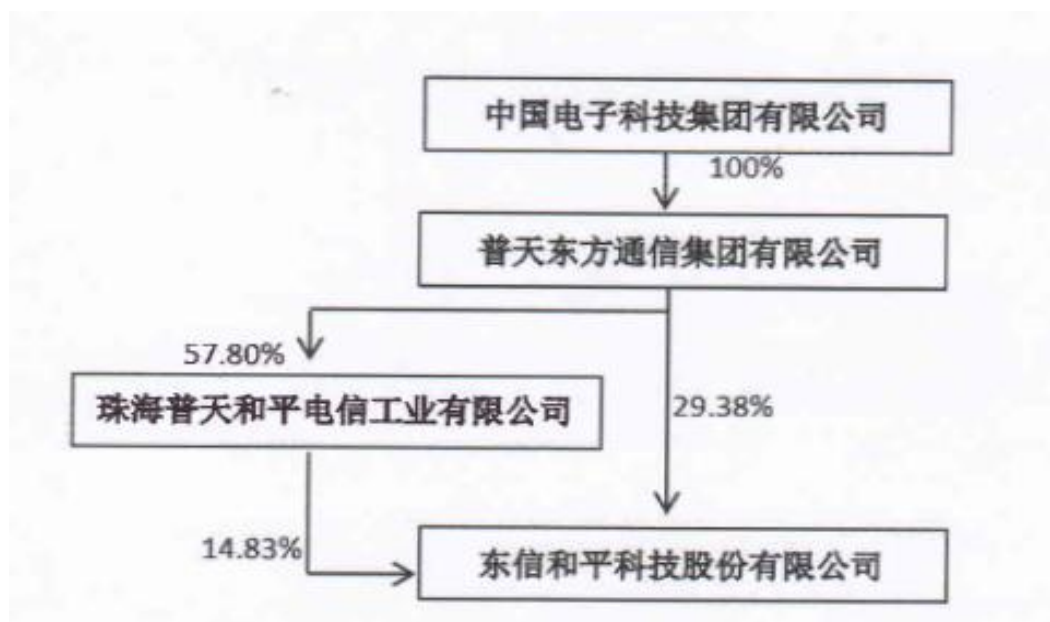 中国电子科技集团有限公司
100%
普天东方通信集团有限公司
57.80%
珠海普天和平电信工业有限公司
29.38%
14.83%
东信和平科技股份有限公司